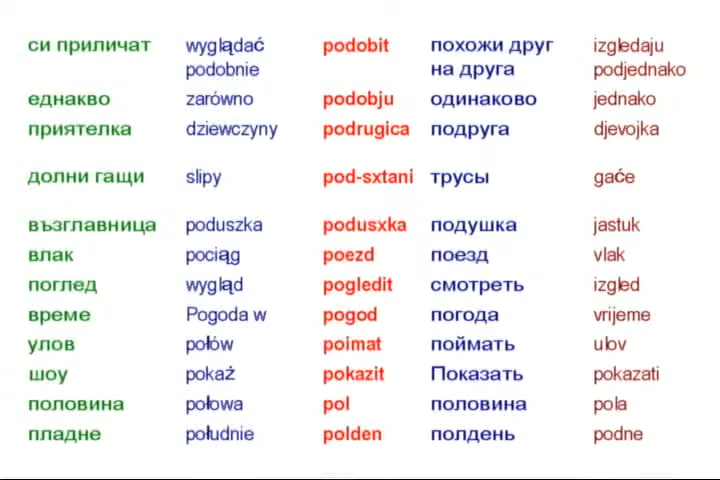 си приличат wyglądać podobit похожи друг izgledaju
podobnie на друга podjednako
еднакво zarówno podobju одинаково jednako
приятелка dziewczyny podrugica подруга djevojka
долни гащи slipy pod-sxtani трусы gaće
възглавница poduszka podusxka подушка jastuk
влак pociąg poezd поезд vlak
поглед wygląd pogledit смотреть izgled
време Pogoda w pogod погода vrijeme
улов połów poimat поймать ulov
шоу pokaż pokazit Показать pokazati
половина połowa pol половина pola
пладне południe polden полдень podne